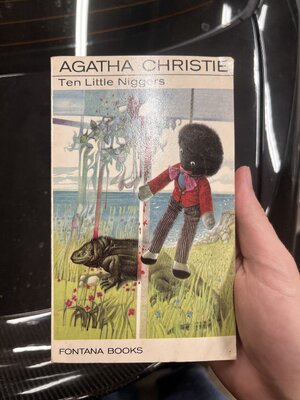 AGATHA CHRISTIE
Ten Little Niggers
FONTANA BOOKS